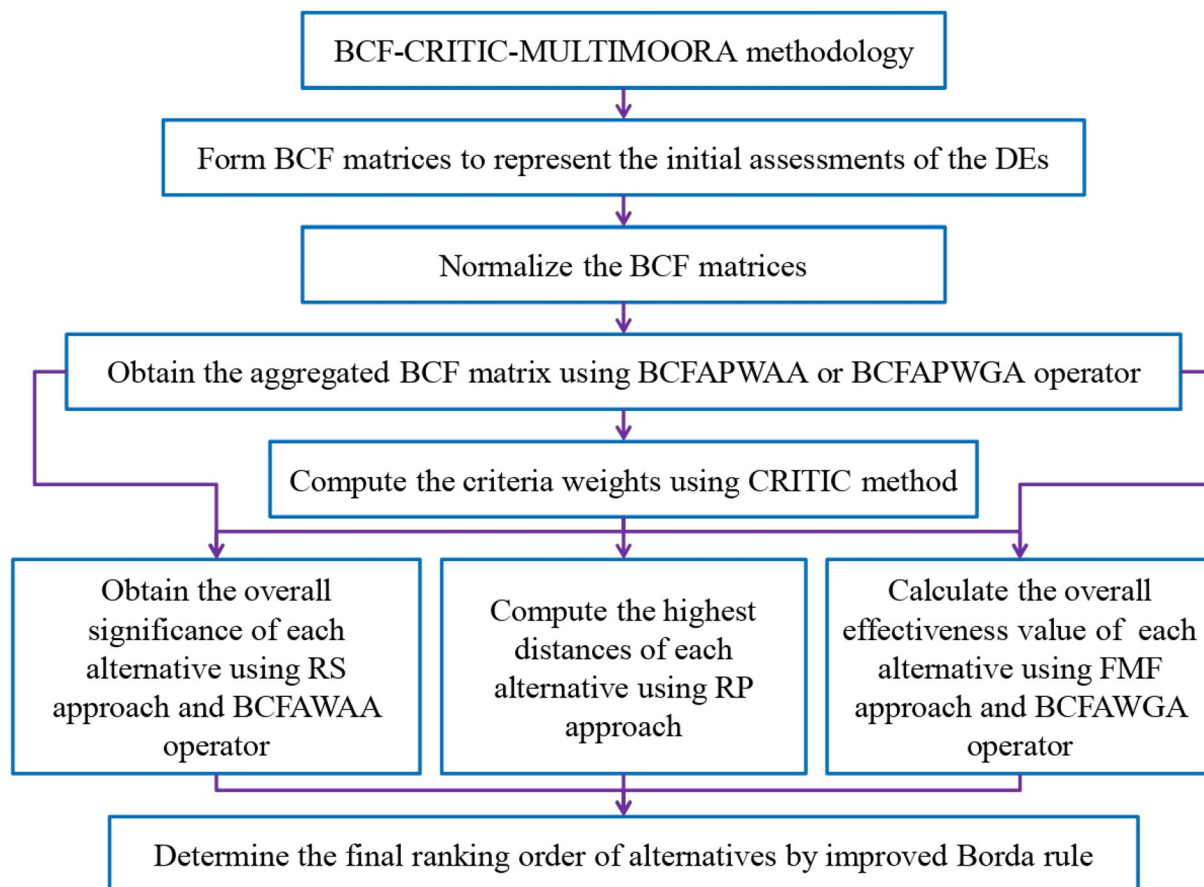 BCF-CRITIC-MULTIMOORA methodology
Form BCF matrices to represent the initial assessments of the DEs
Normalize the BCF matrices
Obtain the aggregated BCF matrix using BCFAPWAA or BCFAPWGA operator
Compute the criteria weights using CRITIC method
Obtain the overall
significance of each
alternative using RS
approach and BCFAWAA
operator
Compute the highest
distances of each
alternative using RP
approach
Calculate the overall
effectiveness value of each
alternative using FMF
approach and BCFAWGA
operator
Determine the final ranking order of alternatives by improved Borda rule